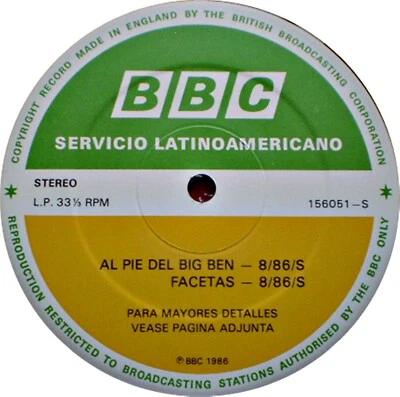 COPYRIGHT RECORD MADE IN ENGLAND BY THE BRITISH BROADCASTING CORPORATION
BBC
SERVICIO LATINOAMERICANO
STEREO
L.P. 33⅓ RPM
156051-S
AL PIE DEL BIG BEN — 8/86/S
FACETAS — 8/86/S
PARA MAYORES DETALLES
VEASE PAGINA ADJUNTA
℗ BBC 1986
REPRODUCTION RESTRICTED TO BROADCASTING STATIONS AUTHORISED BY THE BBC ONLY